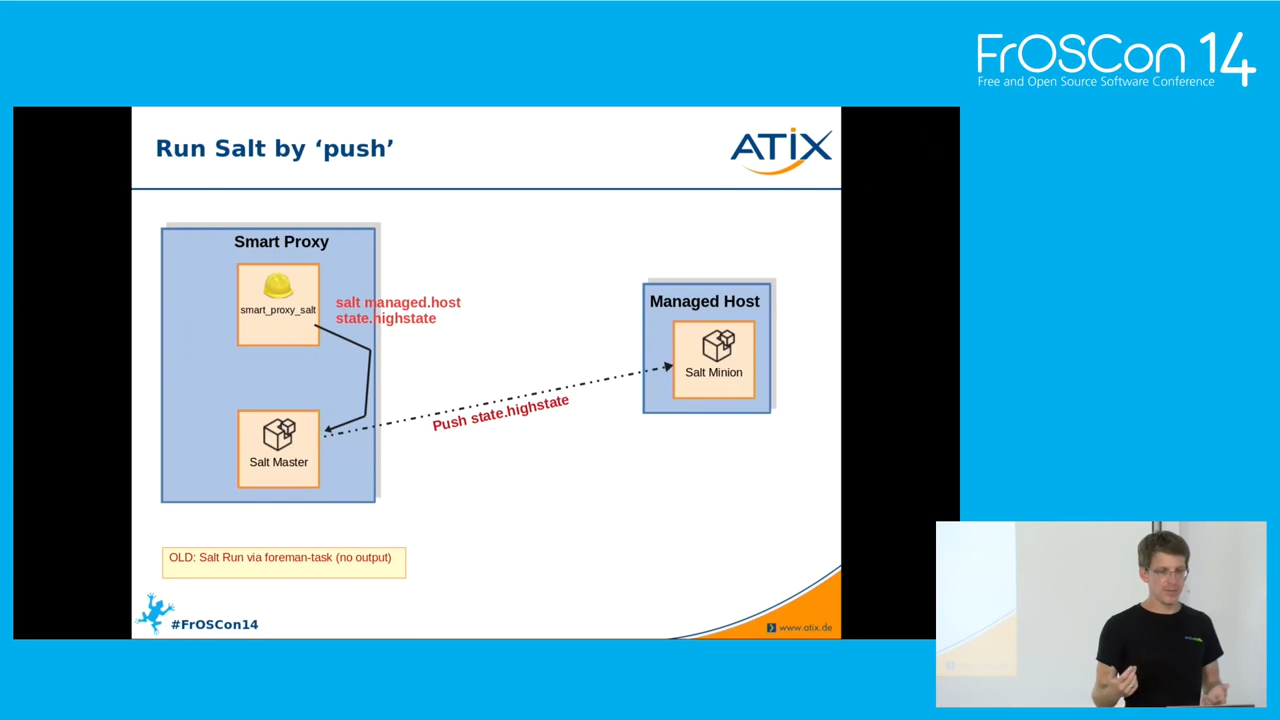 FrOSCon 14
Free and Open Source Software Conference
Run Salt by ‘push’
ATIX
Smart Proxy
smart_proxy_salt
salt managed.host
state.highstate
Managed Host
Salt Minion
Push state.highstate
Salt Master
OLD: Salt Run via foreman-task (no output)
#FrOSCon14
www.atix.de